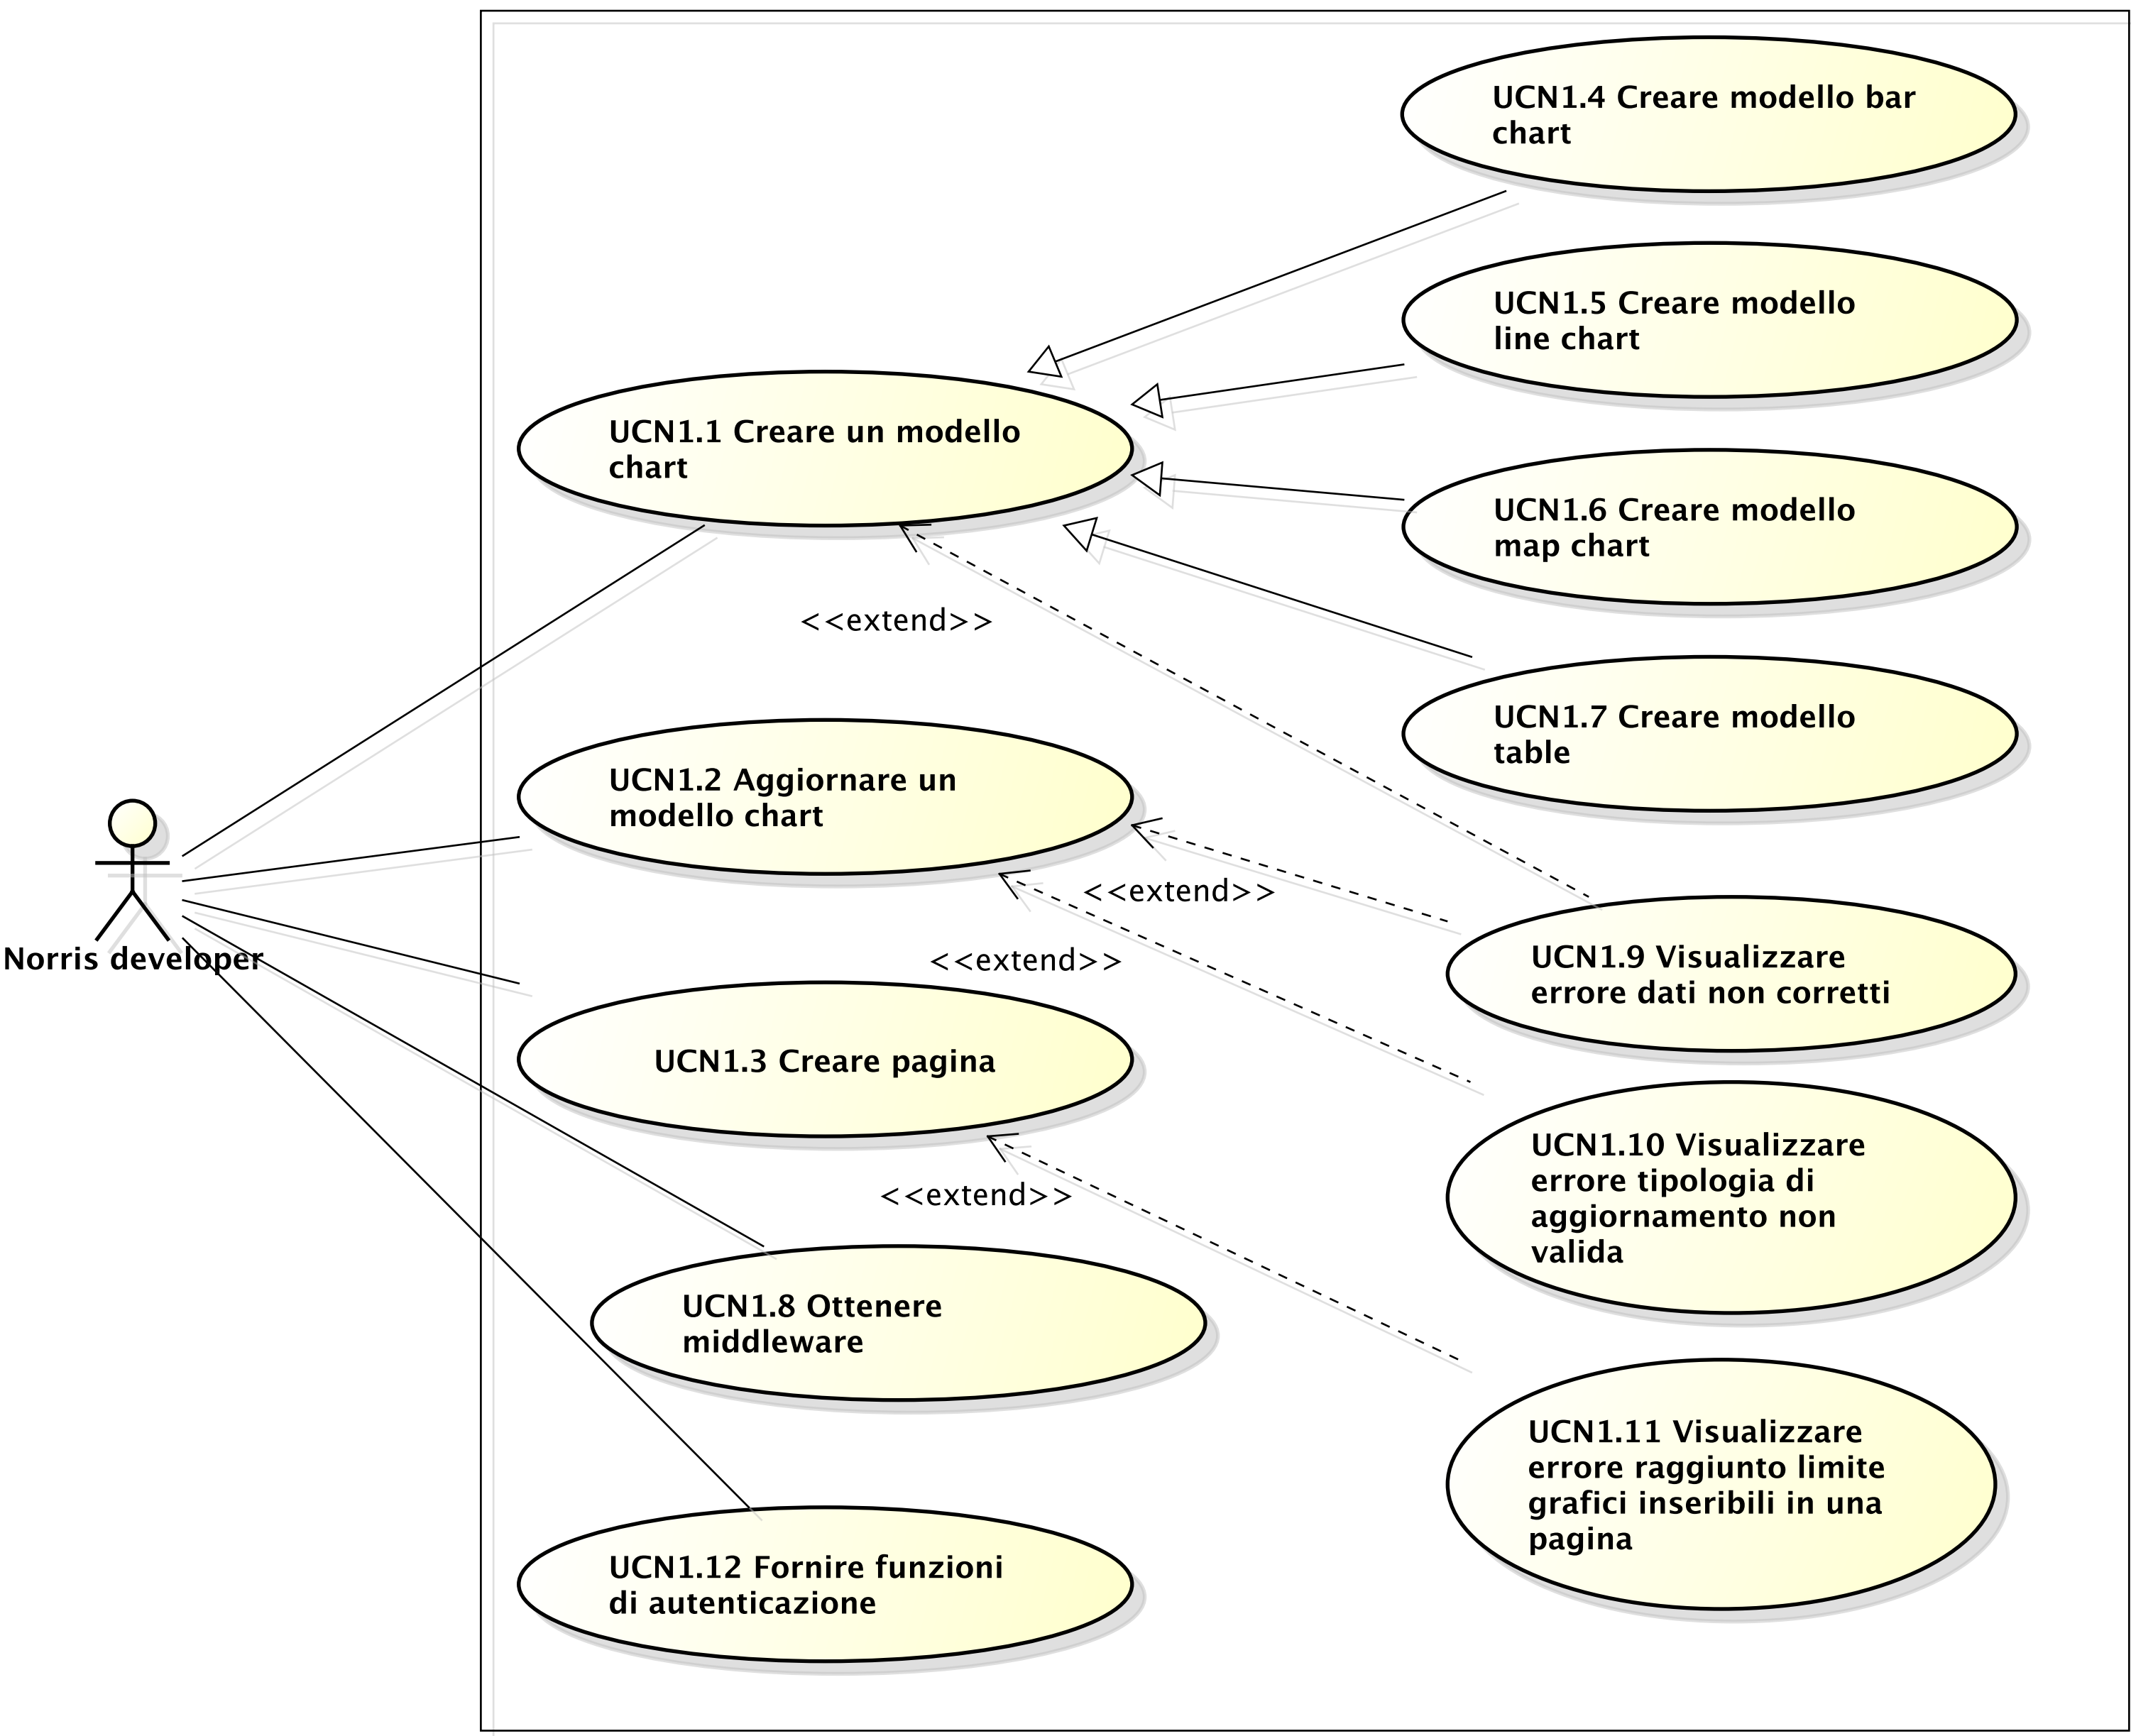 UCN1.4 Creare modello bar
chart
UCN1.5 Creare modello
line chart
UCN1.1 Creare un modello
chart
UCN1.6 Creare modello
map chart
<<extend>>
UCN1.7 Creare modello
table
UCN1.2 Aggiornare un
modello chart
<<extend>>
Norris developer
<<extend>>
UCN1.9 Visualizzare
errore dati non corretti
UCN1.3 Creare pagina
UCN1.10 Visualizzare
errore tipologia di
aggiornamento non
valida
<<extend>>
UCN1.8 Ottenere
middleware
UCN1.11 Visualizzare
errore raggiunto limite
grafici inseribili in una
pagina
UCN1.12 Fornire funzioni
di autenticazione